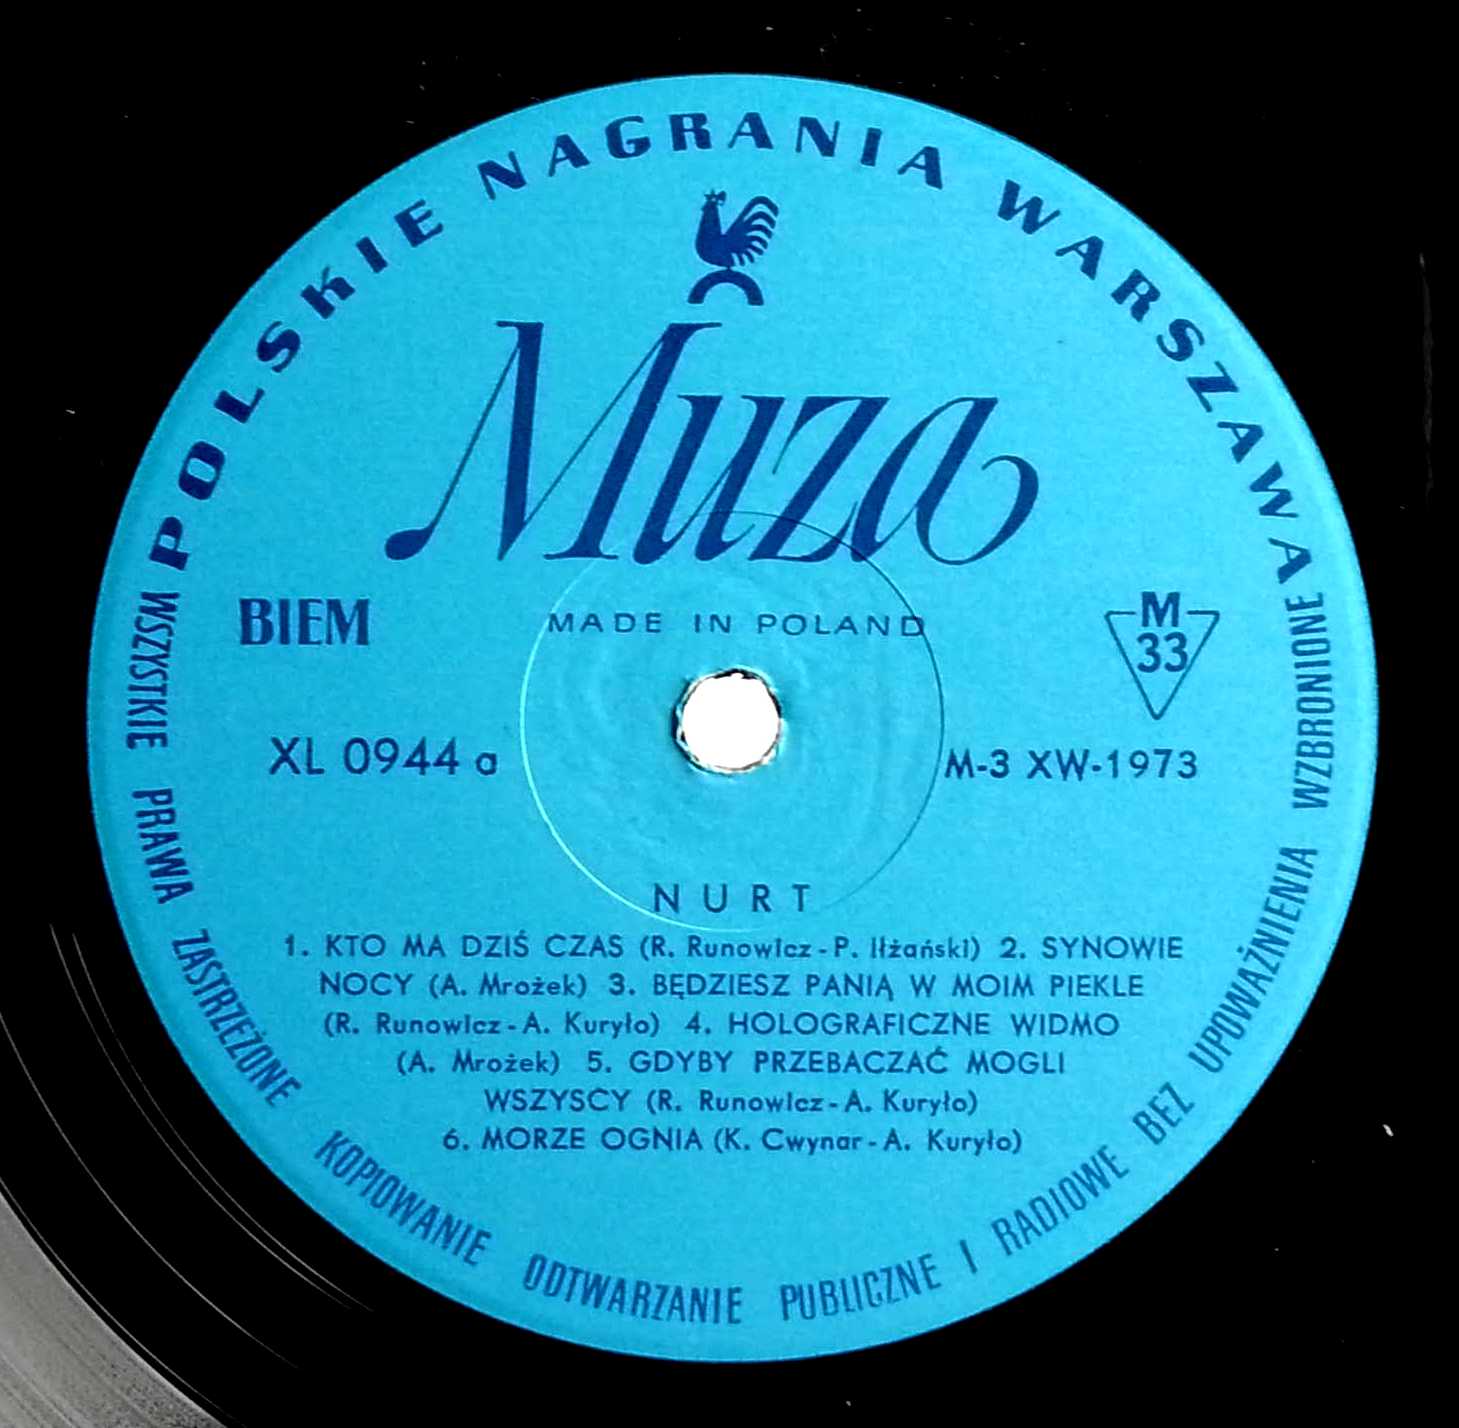 POLSKIE NAGRANIA WARSZAWA
Muza
BIEM
MADE IN POLAND
M
33
XL 0944 a
M-3 XW-1973
NURT
1. KTO MA DZIŚ CZAS (R. Runowicz - P. Iłżański) 2. SYNOWIE
NOCY (A. Mrożek) 3. BĘDZIESZ PANIĄ W MOIM PIEKLE
(R. Runowicz - A. Kuryło) 4. HOLOGRAFICZNE WIDMO
(A. Mrożek) 5. GDYBY PRZEBACZAĆ MOGLI
WSZYSCY (R. Runowicz - A. Kuryło)
6. MORZE OGNIA (K. Cwynar - A. Kuryło)
WSZYSTKIE PRAWA ZASTRZEŻONE KOPIOWANIE ODTWARZANIE PUBLICZNE I RADIOWE BEZ UPOWAŻNIENIA WZBRONIONE